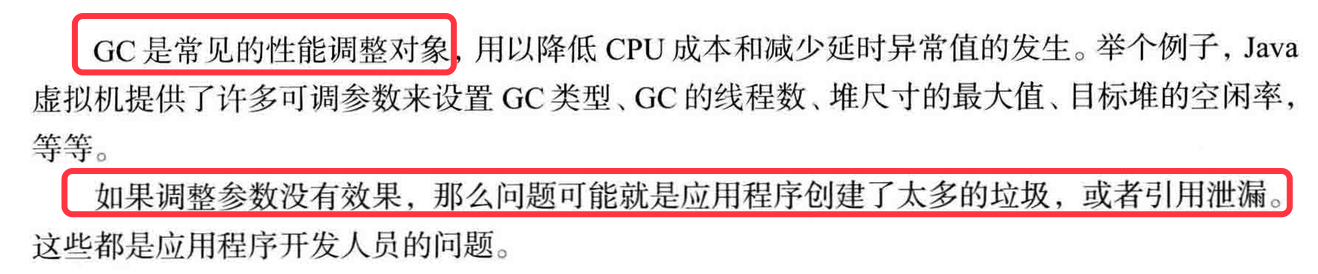 GC 是常见的性能调整对象，用以降低 CPU 成本和减少延时异常值的发生。举个例子，Java
虚拟机提供了许多可调参数来设置 GC 类型、GC 的线程数、堆尺寸的最大值、目标堆的空闲率，
等等。
如果调整参数没有效果，那么问题可能就是应用程序创建了太多的垃圾，或者引用泄漏。
这些都是应用程序开发人员的问题。